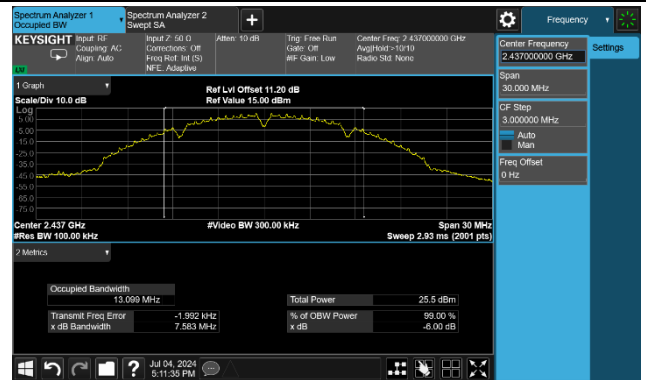 Spectrum Analyzer 1
Occupied BW
Spectrum Analyzer 2
Swept SA
Frequency
KEYSIGHT
Input: RF
Coupling: AC
Align: Auto
Input Z: 50 Ω
Corrections: Off
Freq Ref: Int (S)
NFE: Adaptive
Atten: 10 dB
Trig: Free Run
Gate: Off
#IF Gain: Low
Center Freq: 2.437000000 GHz
Avg|Hold:>10/10
Radio Std: None
Center Frequency
2.437000000 GHz
Settings
Span
30.000 MHz
CF Step
3.000000 MHz
Auto
Man
Freq Offset
0 Hz
1 Graph
Scale/Div 10.0 dB
Ref Lvl Offset 11.20 dB
Ref Value 15.00 dBm
Log
5.00
-5.00
-15.0
-25.0
-35.0
-45.0
-55.0
-65.0
-75.0
Center 2.437 GHz
#Video BW 300.00 kHz
Span 30 MHz
#Res BW 100.00 kHz
Sweep 2.93 ms (2001 pts)
2 Metrics
Occupied Bandwidth
13.099 MHz
Total Power 25.5 dBm
Transmit Freq Error -1.992 kHz
% of OBW Power 99.00 %
x dB Bandwidth 7.583 MHz
x dB -6.00 dB
Jul 04, 2024
5:11:35 PM